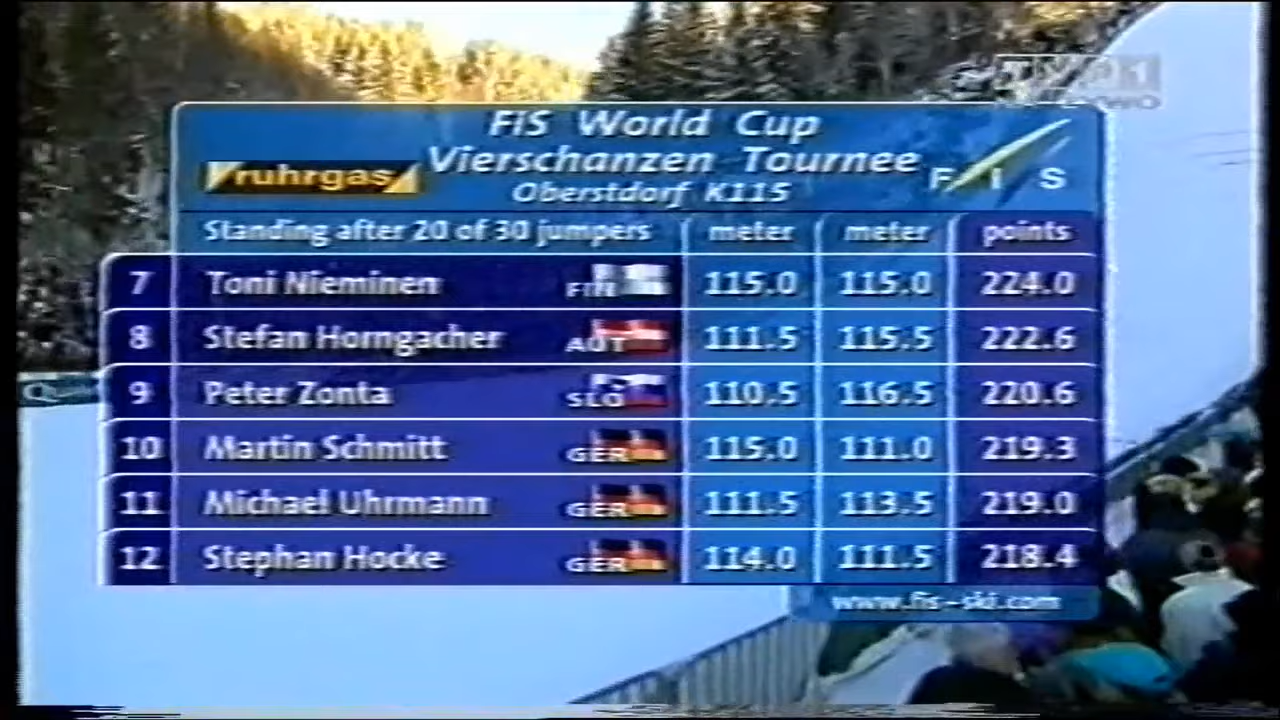 TVP1
FIS World Cup
Vierschanzen Tournee
ruhrgas
F I S
Oberstdorf K115
Standing after 20 of 30 jumpers meter meter points
7 Toni Nieminen FIN 115.0 115.0 224.0
8 Stefan Horngacher AUT 111.5 115.5 222.6
9 Peter Zonta SLO 110.5 116.5 220.6
10 Martin Schmitt GER 115.0 111.0 219.3
11 Michael Uhrmann GER 111.5 113.5 219.0
12 Stephan Hocke GER 114.0 111.5 218.4
www.fis-ski.com